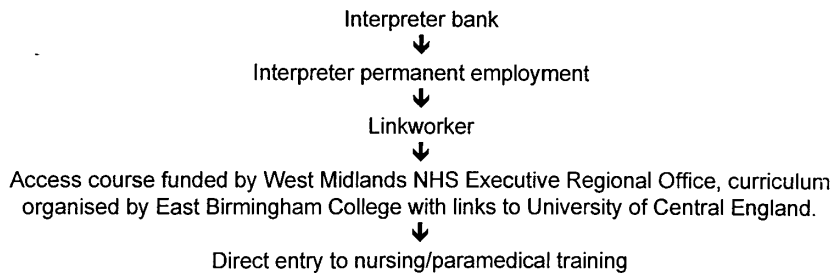 Interpreter bank
Interpreter permanent employment
Linkworker
Access course funded by West Midlands NHS Executive Regional Office, curriculum
organised by East Birmingham College with links to University of Central England.
Direct entry to nursing/paramedical training